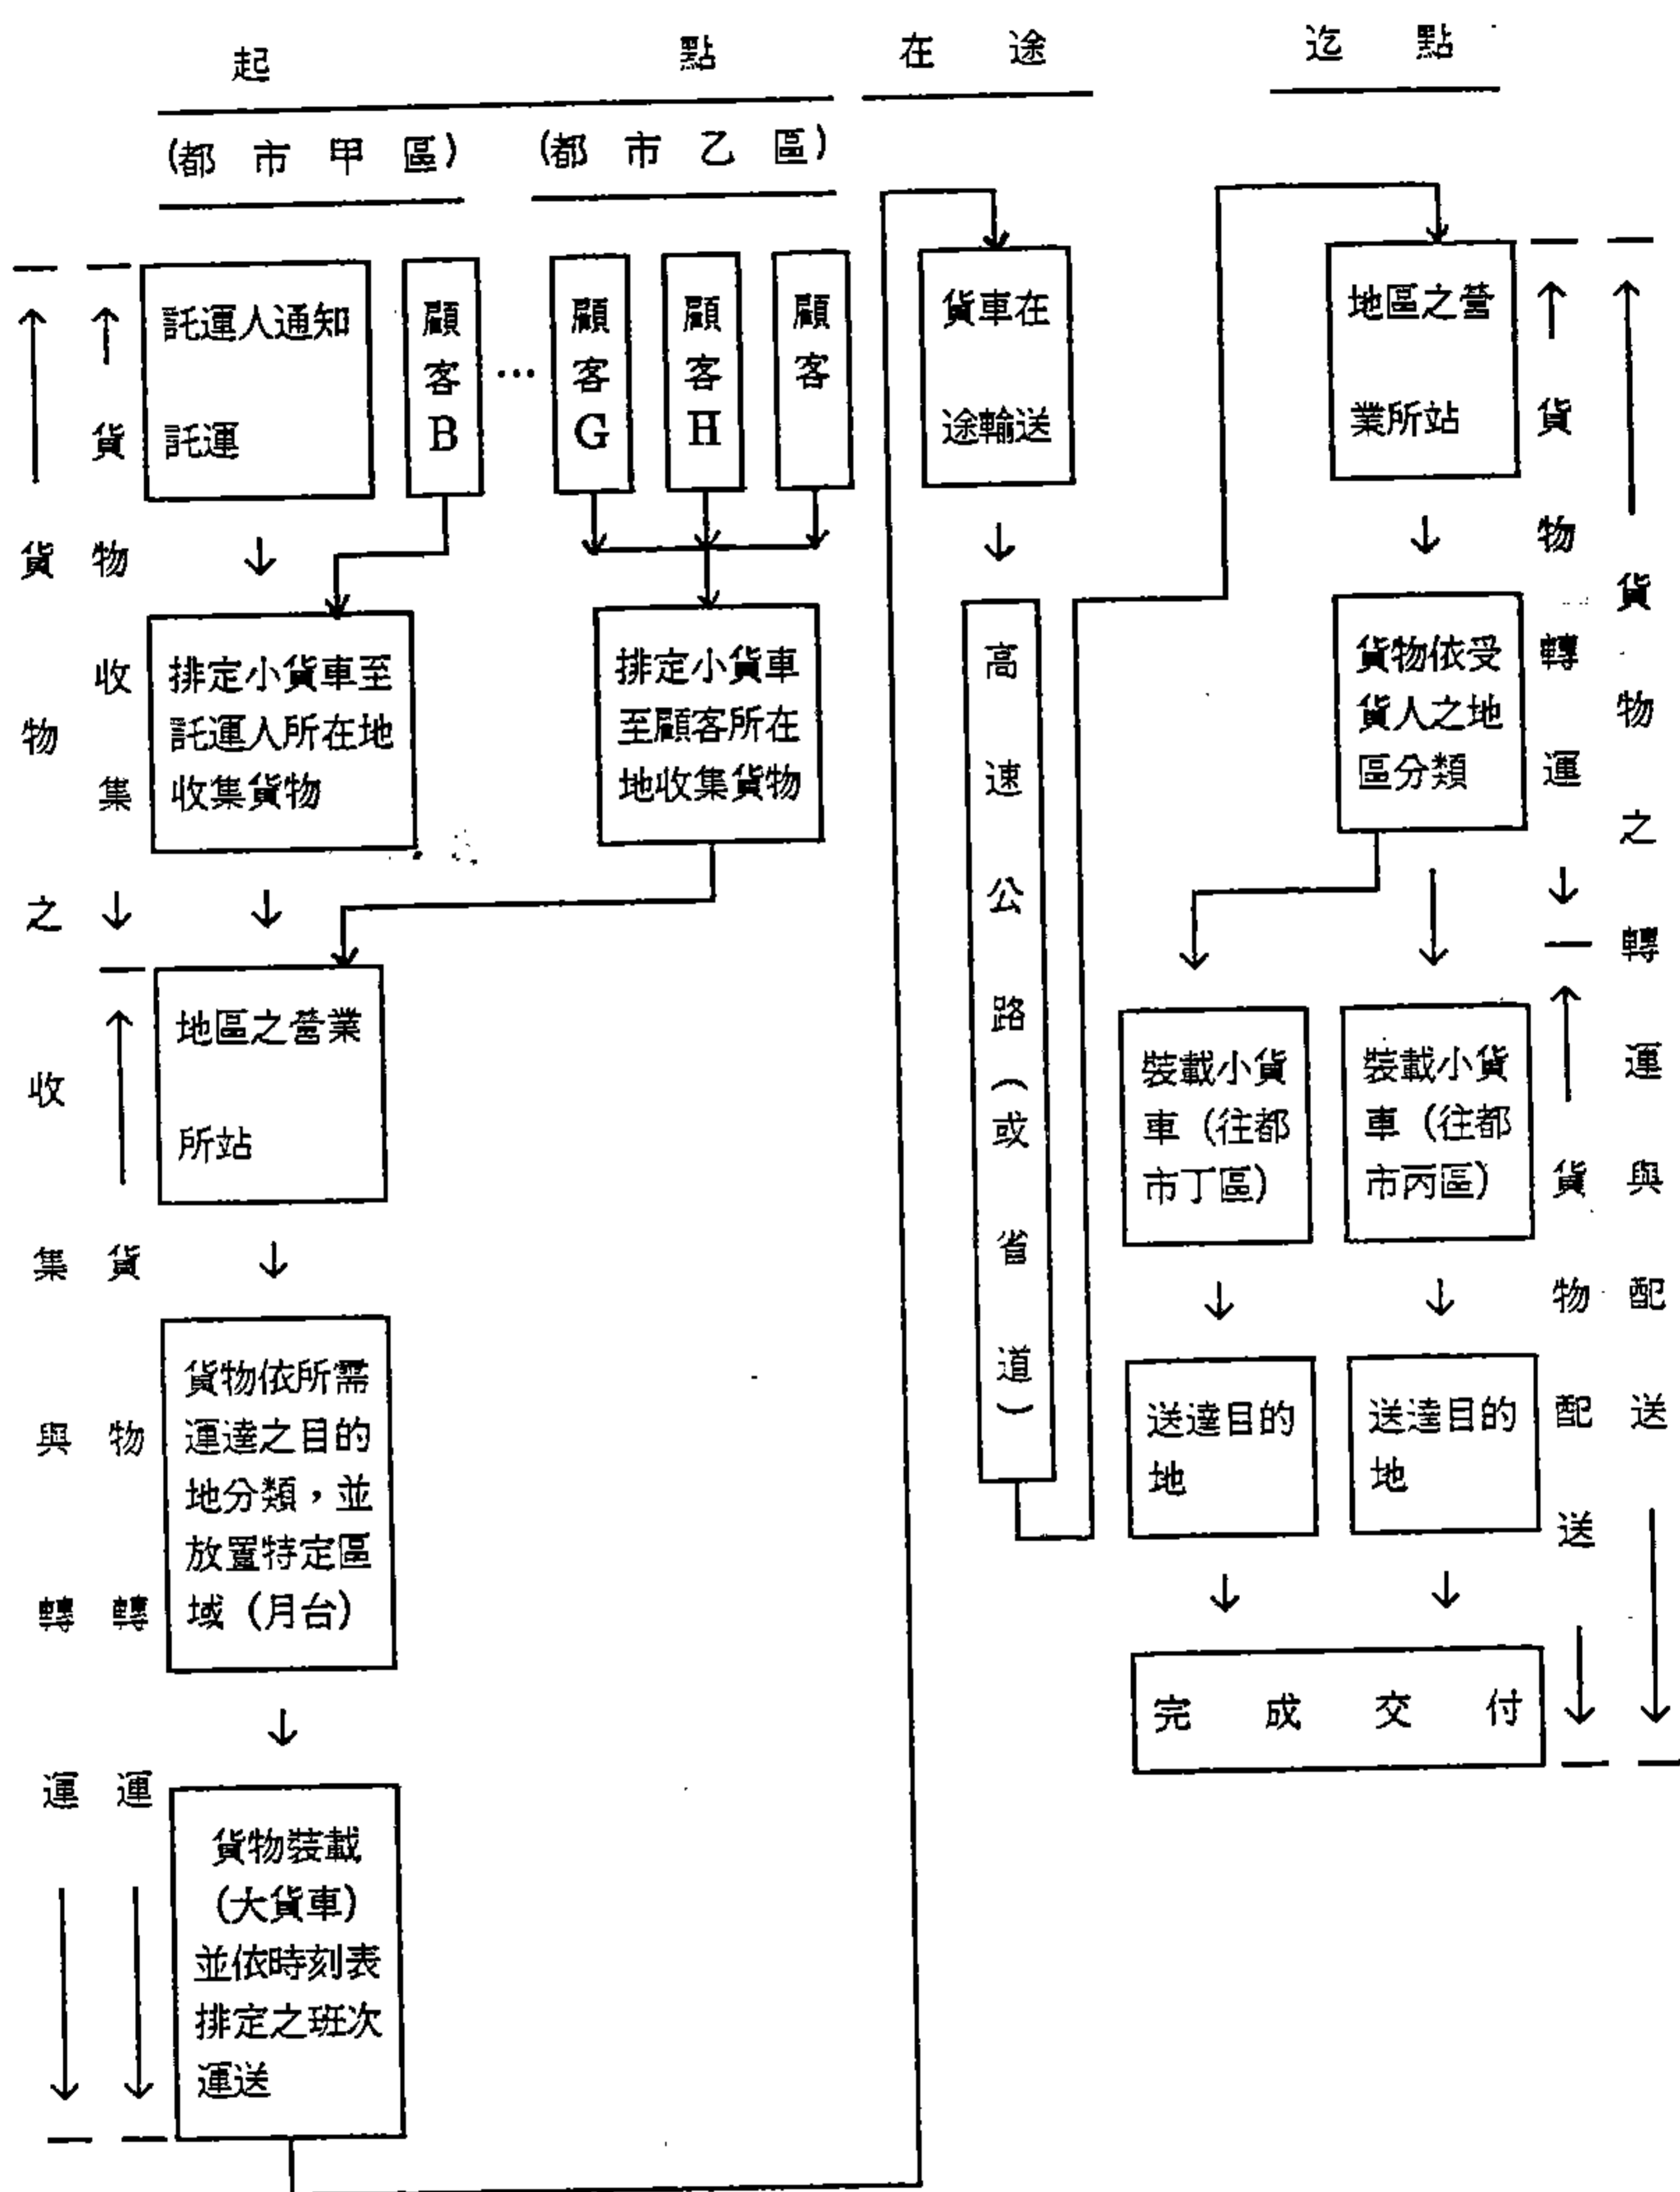 起點
在途
迄點
(都市甲區)
(都市乙區)
貨物之收集與轉運
貨物收集
貨物轉運
託運人通知
託運
顧客B
…
顧客G
顧客H
顧客
排定小貨車至
託運人所在地
收集貨物
排定小貨車
至顧客所在
地收集貨物
地區之營業
所站
貨物依所需
運達之目的
地分類，並
放置特定區
域（月台）
貨物裝載
(大貨車)
並依時刻表
排定之班次
運送
貨車在
途輸送
高速公路（或省道）
地區之營
業所站
貨物依受
貨人之地
區分類
裝載小貨
車（往都
市丁區）
裝載小貨
車（往都
市丙區）
送達目的
地
送達目的
地
完成交付
貨物轉運
貨物配送
貨物之轉運與配送